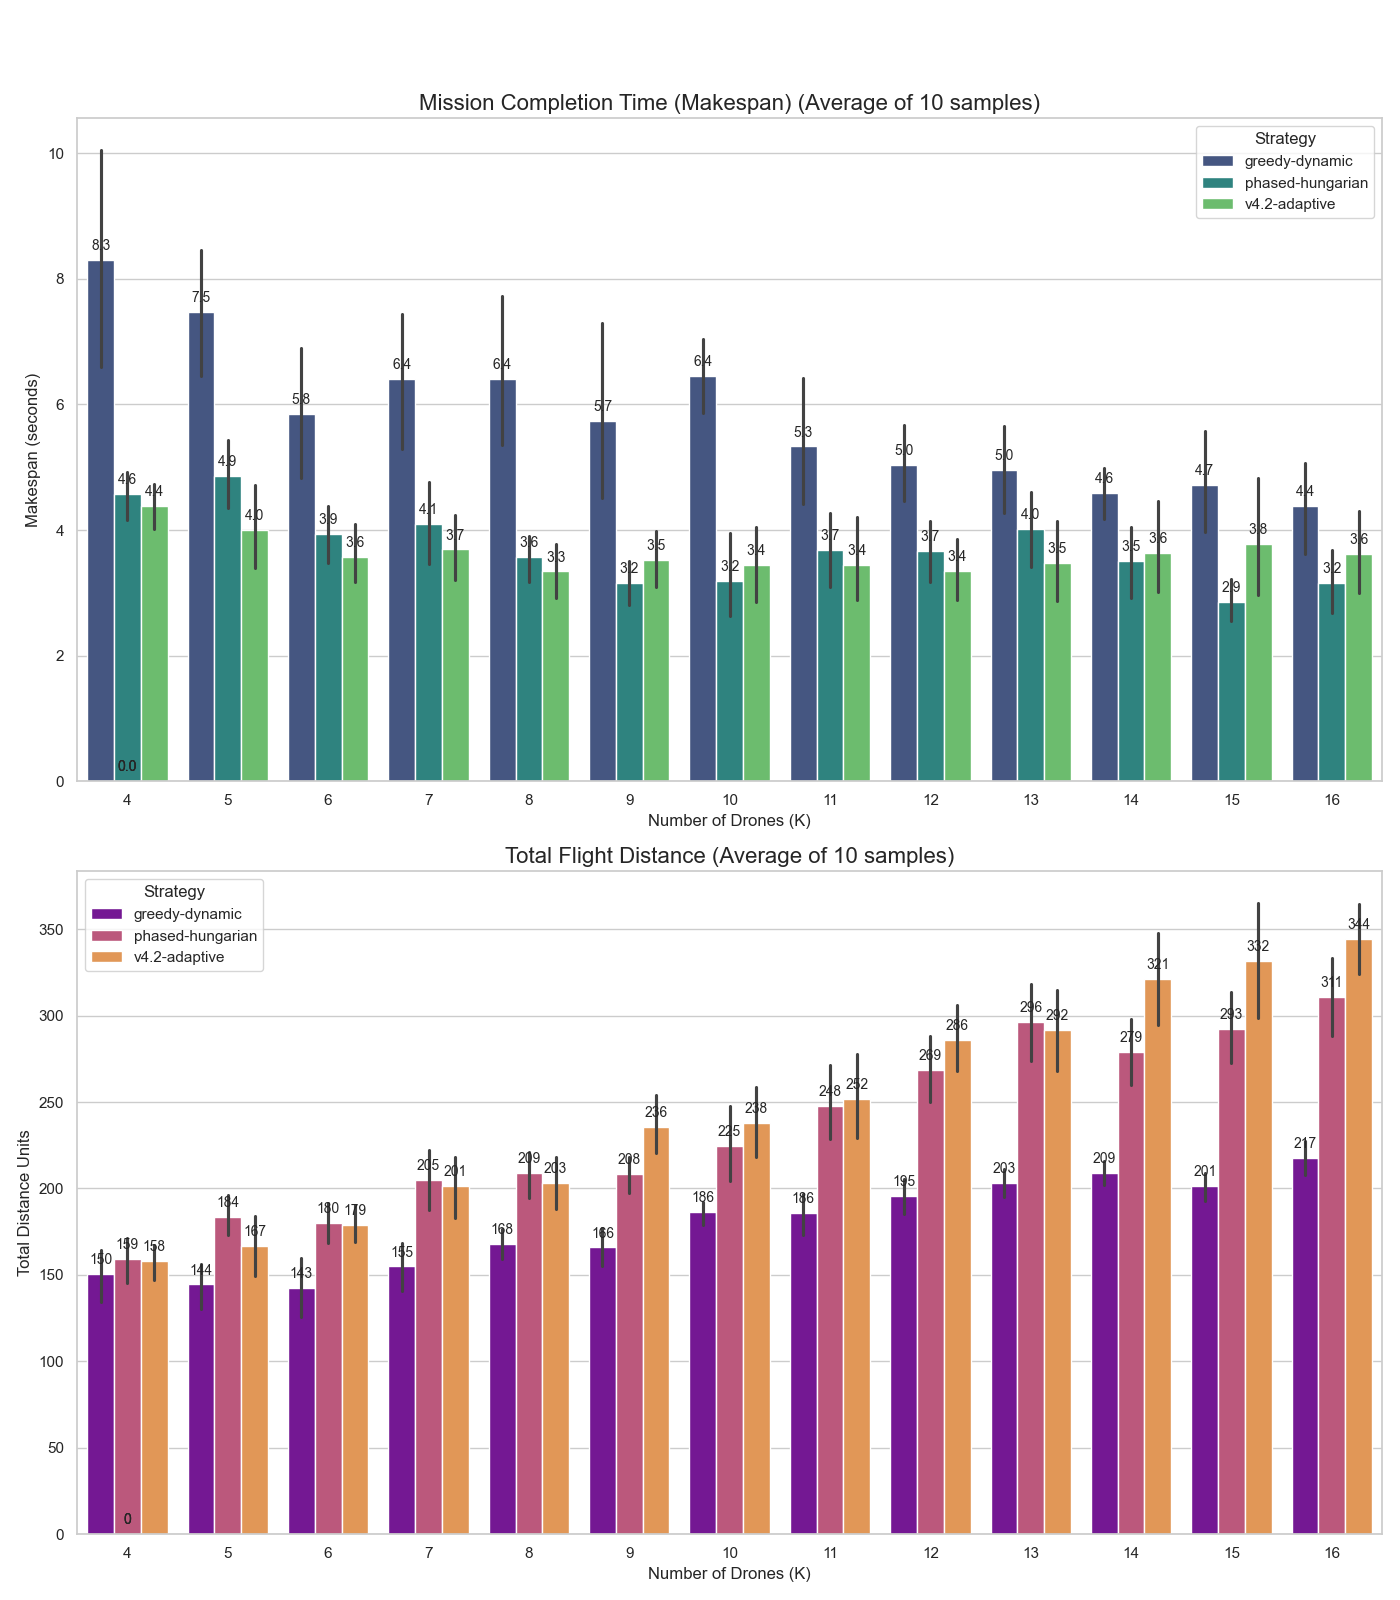 Mission Completion Time (Makespan) (Average of 10 samples)
Strategy
greedy-dynamic
phased-hungarian
v4.2-adaptive
Makespan (seconds)
10
8
6
4
2
0
8.3 4.6 4.4 7.5 4.9 4.0 5.8 3.9 3.6 6.4 4.1 3.7 6.4 3.6 3.3 5.7 3.2 3.5 6.4 3.2 3.4 5.3 3.7 3.4 5.0 3.7 3.4 5.0 4.0 3.5 4.6 3.5 3.6 4.7 2.9 3.8 4.4 3.2 3.6
0.0
4 5 6 7 8 9 10 11 12 13 14 15 16
Number of Drones (K)
Total Flight Distance (Average of 10 samples)
Strategy
greedy-dynamic
phased-hungarian
v4.2-adaptive
Total Distance Units
350
300
250
200
150
100
50
0
150 159 158 144 184 167 143 180 179 155 205 201 168 209 203 166 208 236 186 225 238 186 248 252 195 269 286 203 296 292 209 279 321 201 293 332 217 311 344
0
4 5 6 7 8 9 10 11 12 13 14 15 16
Number of Drones (K)